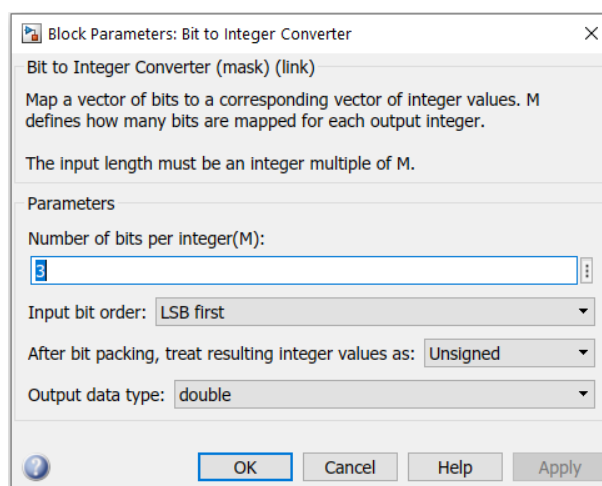 Block Parameters: Bit to Integer Converter
Bit to Integer Converter (mask) (link)
Map a vector of bits to a corresponding vector of integer values. M
defines how many bits are mapped for each output integer.
The input length must be an integer multiple of M.
Parameters
Number of bits per integer(M):
3
Input bit order: LSB first
After bit packing, treat resulting integer values as: Unsigned
Output data type: double
OK Cancel Help Apply